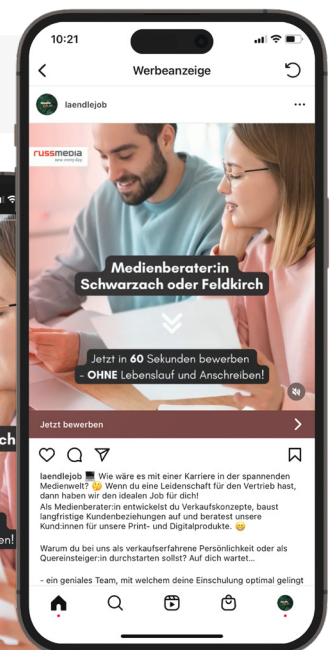 10:21
Werbeanzeige
laendlejob
russmedia
new every day
Medienberater:in
Schwarzach oder Feldkirch
Jetzt in 60 Sekunden bewerben
- OHNE Lebenslauf und Anschreiben!
Jetzt bewerben
laendlejob 💻 Wie wäre es mit einer Karriere in der spannenden
Medienwelt? 🤔 Wenn du eine Leidenschaft für den Vertrieb hast,
dann haben wir den idealen Job für dich!
Als Medienberater:in entwickelst du Verkaufskonzepte, baust
langfristige Kundenbeziehungen auf und beratest unsere
Kund:innen für unsere Print- und Digitalprodukte. 😀
Warum du bei uns als verkaufserfahrene Persönlichkeit oder als
Quereinsteiger:in durchstarten sollst? Auf dich wartet...
- ein geniales Team, mit welchem deine Einschulung optimal gelingt
ch
en!